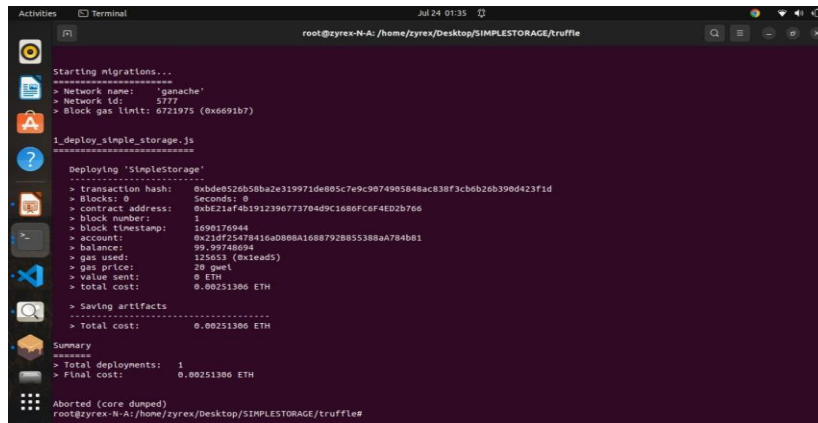 Activities Terminal Jul 24 01:35
root@zyrex-N-A: /home/zyrex/Desktop/SIMPLESTORAGE/truffle
Starting migrations...
======================
> Network name: 'ganache'
> Network id: 5777
> Block gas limit: 6721975 (0x6691b7)
1_deploy_simple_storage.js
==========================
Deploying 'SimpleStorage'
-------------------------
> transaction hash: 0xbde0526b58ba2e319971de805c7e9c9074905848ac838f3cb6b26b390d423f1d
> Blocks: 0 Seconds: 0
> contract address: 0xbE21af4b1912396773704d9C1686FC6F4ED2b766
> block number: 1
> block timestamp: 1690176944
> account: 0x21dF25478416aD808A1688792B855388aA784b81
> balance: 99.99748694
> gas used: 125653 (0x1ead5)
> gas price: 20 gwei
> value sent: 0 ETH
> total cost: 0.00251306 ETH
> Saving artifacts
-------------------------------------
> Total cost: 0.00251306 ETH
Summary
=======
> Total deployments: 1
> Final cost: 0.00251306 ETH
Aborted (core dumped)
root@zyrex-N-A:/home/zyrex/Desktop/SIMPLESTORAGE/truffle#